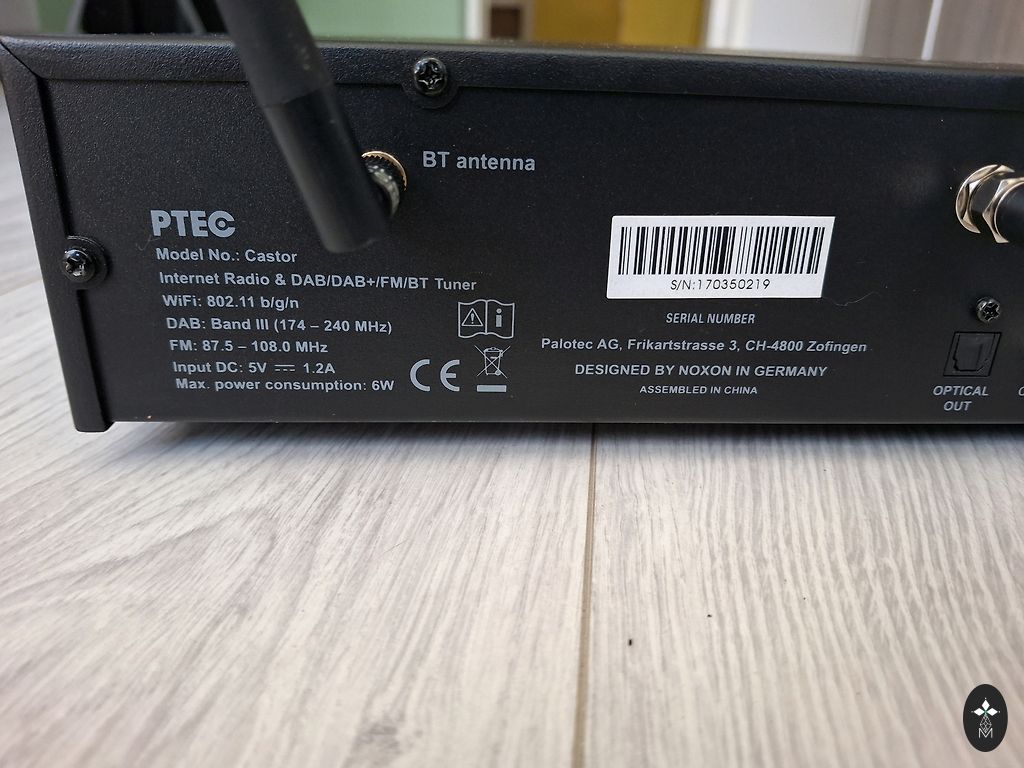 BT antenna
PTEC
Model No.: Castor
Internet Radio & DAB/DAB+/FM/BT Tuner
WiFi: 802.11 b/g/n
DAB: Band III (174 – 240 MHz)
FM: 87.5 – 108.0 MHz
Input DC: 5V ⎓ 1.2A
Max. power consumption: 6W
CE
S/N:170350219
SERIAL NUMBER
Palotec AG, Frikartstrasse 3, CH-4800 Zofingen
DESIGNED BY NOXON IN GERMANY
ASSEMBLED IN CHINA
OPTICAL
OUT
M